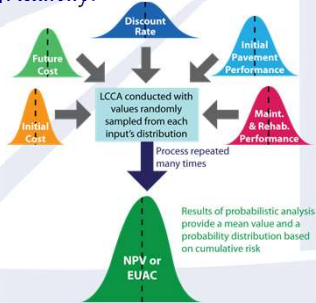 Discount
Rate
Future
Cost
Initial
Pavement
Performance
LCCA conducted with
values randomly
sampled from each
input's distribution
Initial
Cost
Maint.
& Rehab.
Performance
Process repeated
many times
Results of probabilistic analysis
provide a mean value and a
probability distribution based
on cumulative risk
NPV or
EUAC